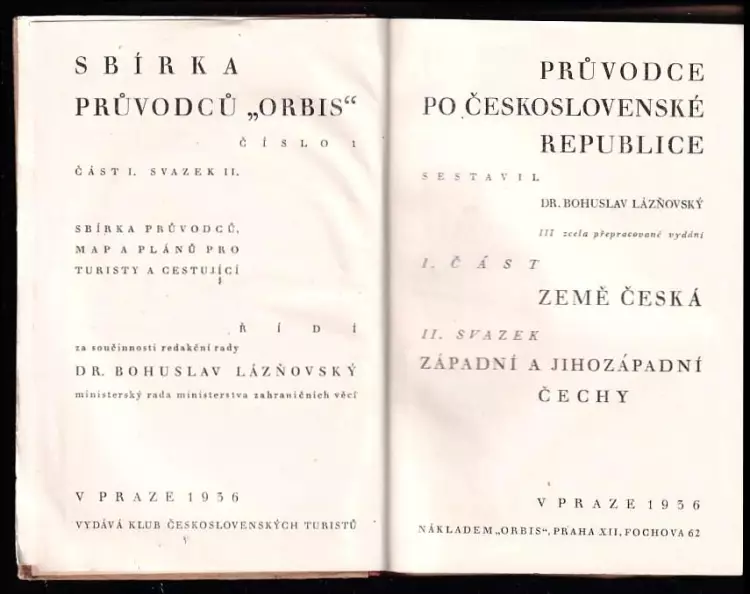 SBÍRKA
PRŮVODCŮ „ORBIS“
ČÍSLO 1
ČÁST I. SVAZEK II.
SBÍRKA PRŮVODCŮ,
MAP A PLÁNŮ PRO
TURISTY A CESTUJÍCÍ
ŘÍDÍ
za součinnosti redakční rady
DR. BOHUSLAV LÁZŇOVSKÝ
ministerský rada ministerstva zahraničních věcí
V PRAZE 1936
VYDÁVÁ KLUB ČESKOSLOVENSKÝCH TURISTŮ
PRŮVODCE
PO ČESKOSLOVENSKÉ
REPUBLICE
SESTAVIL
DR. BOHUSLAV LÁZŇOVSKÝ
III zcela přepracované vydání
I. ČÁST
ZEMĚ ČESKÁ
II. SVAZEK
ZÁPADNÍ A JIHOZÁPADNÍ
ČECHY
V PRAZE 1936
NÁKLADEM „ORBIS“, PRAHA XII, FOCHOVA 62